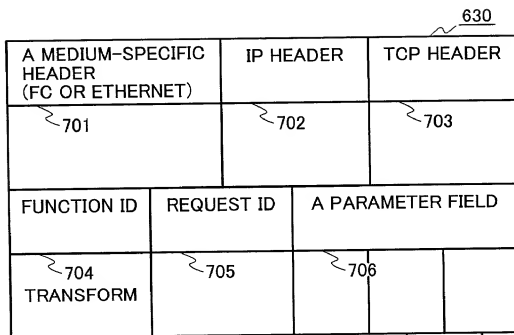 630
A MEDIUM-SPECIFIC
HEADER
(FC OR ETHERNET)
IP HEADER
TCP HEADER
701
702
703
FUNCTION ID
REQUEST ID
A PARAMETER FIELD
704
TRANSFORM
705
706